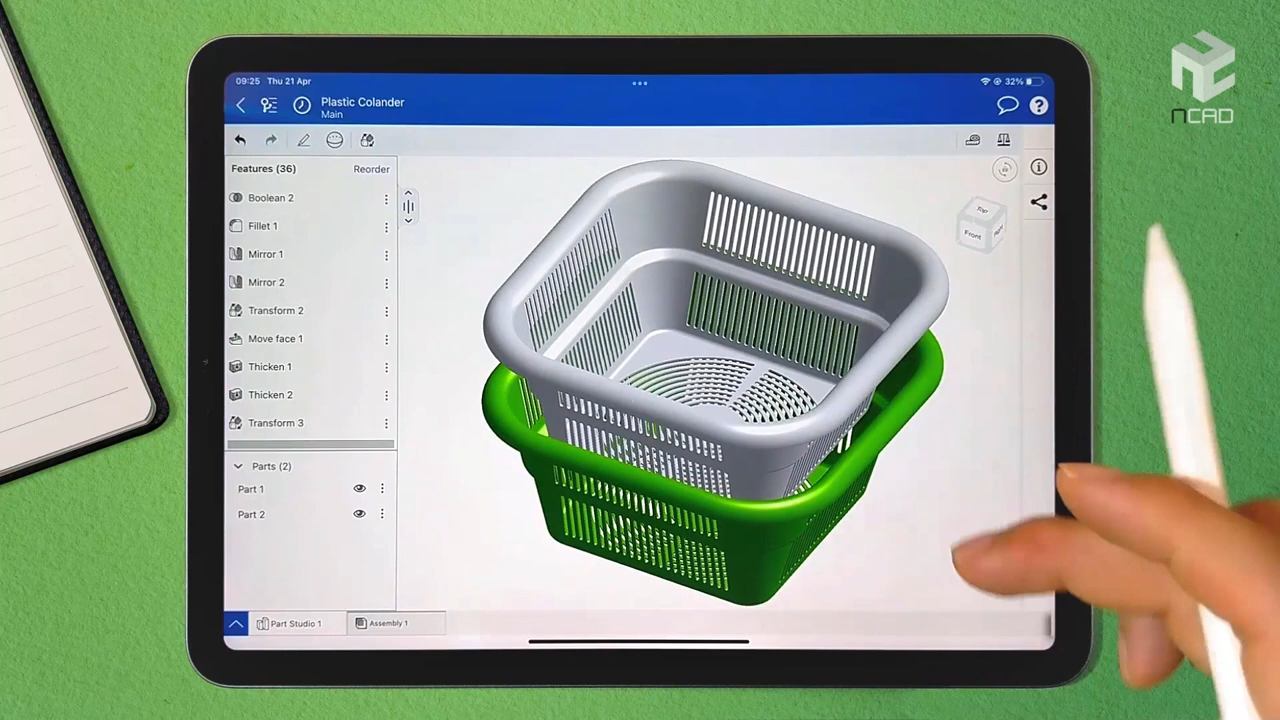 NCAD
09:25 Thu 21 Apr
32%
Plastic Colander
Main
Features (36)
Reorder
Boolean 2
Fillet 1
Mirror 1
Mirror 2
Transform 2
Move face 1
Thicken 1
Thicken 2
Transform 3
Parts (2)
Part 1
Part 2
Top
Front
Right
Part Studio 1
Assembly 1